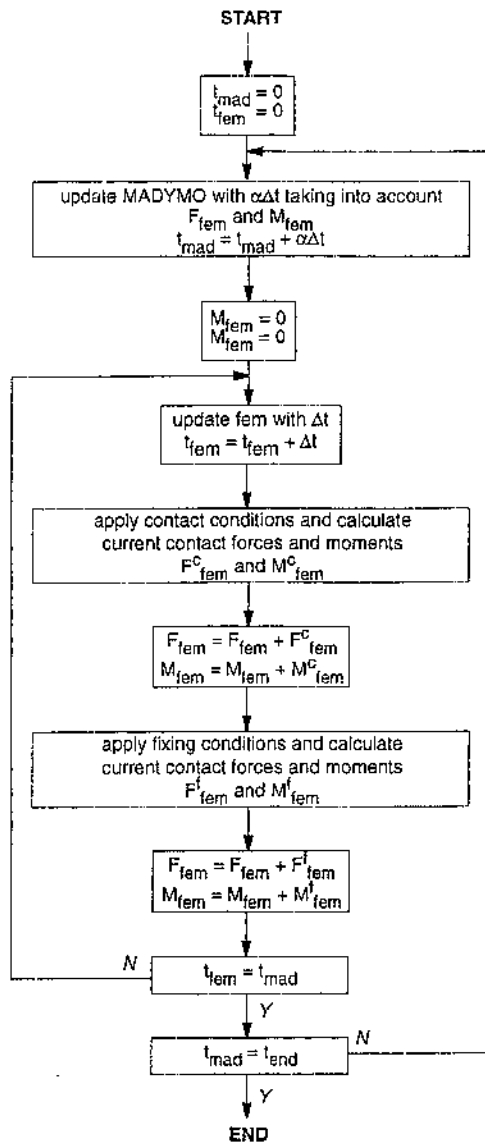 START
t_mad = 0
t_fem = 0
update MADYMO with αΔt taking into account
F_fem and M_fem
t_mad = t_mad + αΔt
M_fem = 0
M_fem = 0
update fem with Δt
t_fem = t_fem + Δt
apply contact conditions and calculate
current contact forces and moments
F^c_fem and M^c_fem
F_fem = F_fem + F^c_fem
M_fem = M_fem + M^c_fem
apply fixing conditions and calculate
current contact forces and moments
F^f_fem and M^f_fem
F_fem = F_fem + F^f_fem
M_fem = M_fem + M^f_fem
N
t_fem = t_mad
Y
N
t_mad = t_end
Y
END